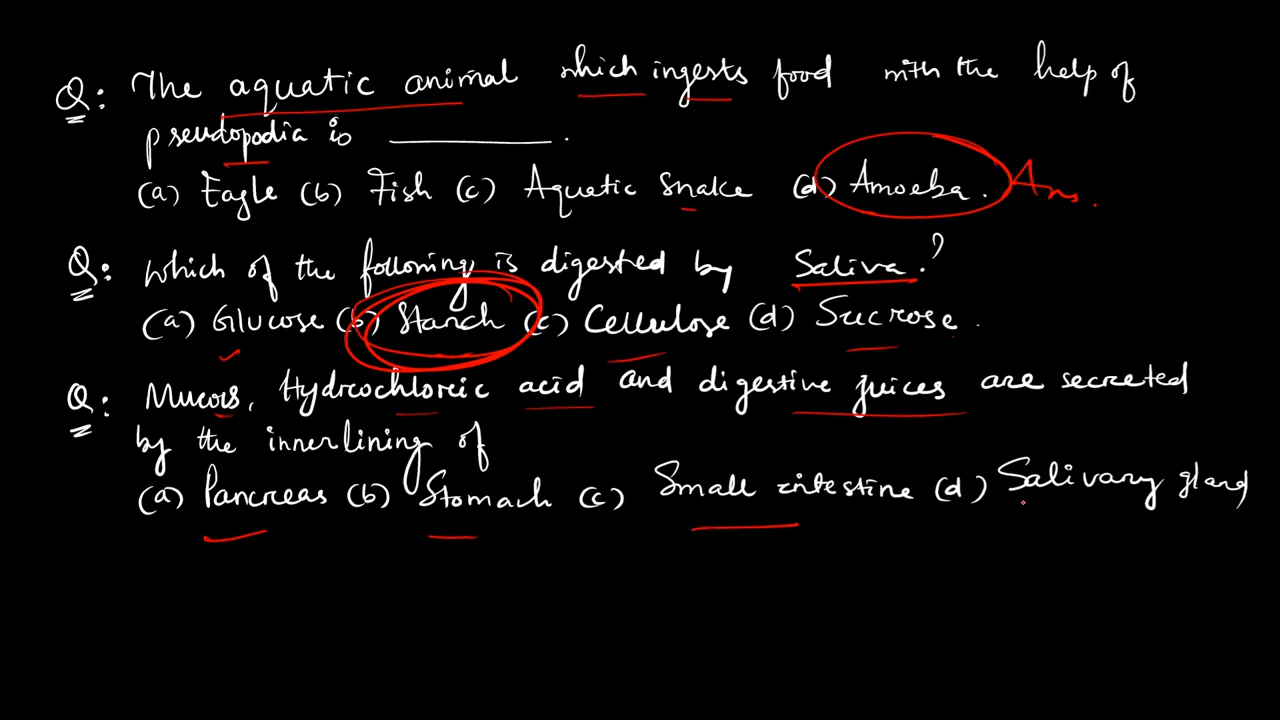 Q: The aquatic animal which ingests food with the help of
pseudopodia is ________.
(a) Eagle (b) Fish (c) Aquatic Snake (d) Amoeba. Ans.
Q: Which of the following is digested by Saliva?
(a) Glucose (b) Starch (c) Cellulose (d) Sucrose.
Q: Mucous, Hydrochloric acid and digestive juices are secreted
by the inner lining of
(a) Pancreas (b) Stomach (c) Small intestine (d) Salivary gland